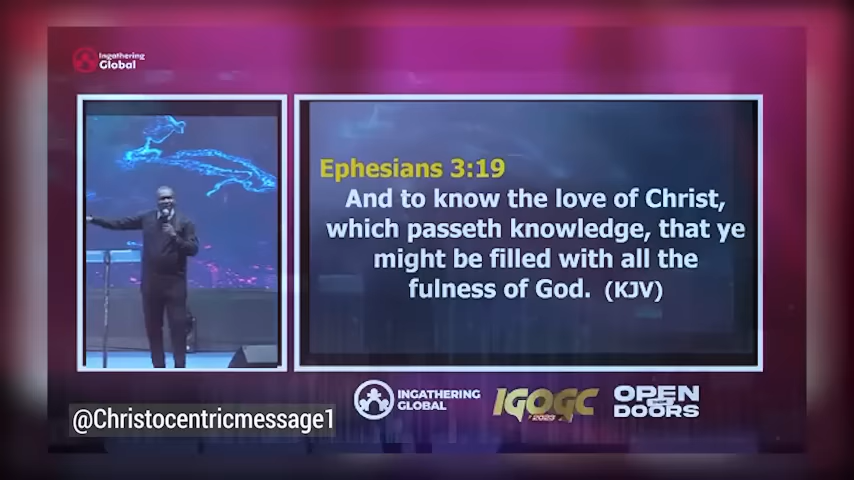 Ingathering
Global
Ephesians 3:19
And to know the love of Christ,
which passeth knowledge, that ye
might be filled with all the
fulness of God. (KJV)
INGATHERING
GLOBAL
IGOGC
2023
OPEN
DOORS
@Christocentricmessage1